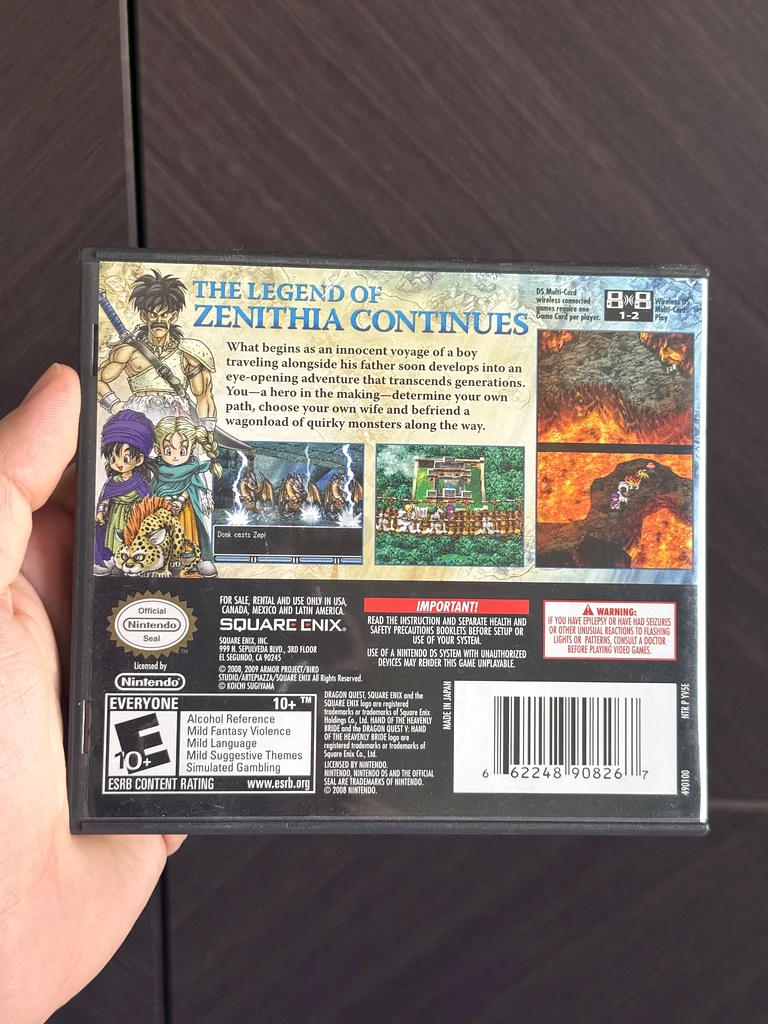 THE LEGEND OF
ZENITHIA CONTINUES
What begins as an innocent voyage of a boy
traveling alongside his father soon develops into an
eye-opening adventure that transcends generations.
You—a hero in the making—determine your own
path, choose your own wife and befriend a
wagonload of quirky monsters along the way.
DS Multi-Card
wireless connected
games require one
Game Card per player.
1-2
Wireless DS
Multi-Card
Play
Donk casts Zap!
Official
Nintendo
Seal
TM
Licensed by
Nintendo
FOR SALE, RENTAL AND USE ONLY IN USA,
CANADA, MEXICO AND LATIN AMERICA.
SQUARE ENIX®
SQUARE ENIX, INC.
999 N. SEPULVEDA BLVD., 3RD FLOOR
EL SEGUNDO, CA 90245
© 2008, 2009 ARMOR PROJECT/BIRD
STUDIO/ARTEPIAZZA/SQUARE ENIX All Rights Reserved.
© KOICHI SUGIYAMA
IMPORTANT!
READ THE INSTRUCTION AND SEPARATE HEALTH AND
SAFETY PRECAUTIONS BOOKLETS BEFORE SETUP OR
USE OF YOUR SYSTEM.
USE OF A NINTENDO DS SYSTEM WITH UNAUTHORIZED
DEVICES MAY RENDER THIS GAME UNPLAYABLE.
WARNING:
IF YOU HAVE EPILEPSY OR HAVE HAD SEIZURES
OR OTHER UNUSUAL REACTIONS TO FLASHING
LIGHTS OR PATTERNS, CONSULT A DOCTOR
BEFORE PLAYING VIDEO GAMES.
EVERYONE 10+ ™
E
10+
Alcohol Reference
Mild Fantasy Violence
Mild Language
Mild Suggestive Themes
Simulated Gambling
ESRB CONTENT RATING www.esrb.org
DRAGON QUEST, SQUARE ENIX and the
SQUARE ENIX logo are registered
trademarks or trademarks of Square Enix
Holdings Co., Ltd. HAND OF THE HEAVENLY
BRIDE and the DRAGON QUEST V: HAND
OF THE HEAVENLY BRIDE logo are
registered trademarks or trademarks of
Square Enix Co., Ltd.
LICENSED BY NINTENDO.
NINTENDO, NINTENDO DS AND THE OFFICIAL
SEAL ARE TRADEMARKS OF NINTENDO.
© 2008 NINTENDO.
MADE IN JAPAN
6 62248 90826 7
NTR P YV5E
490100